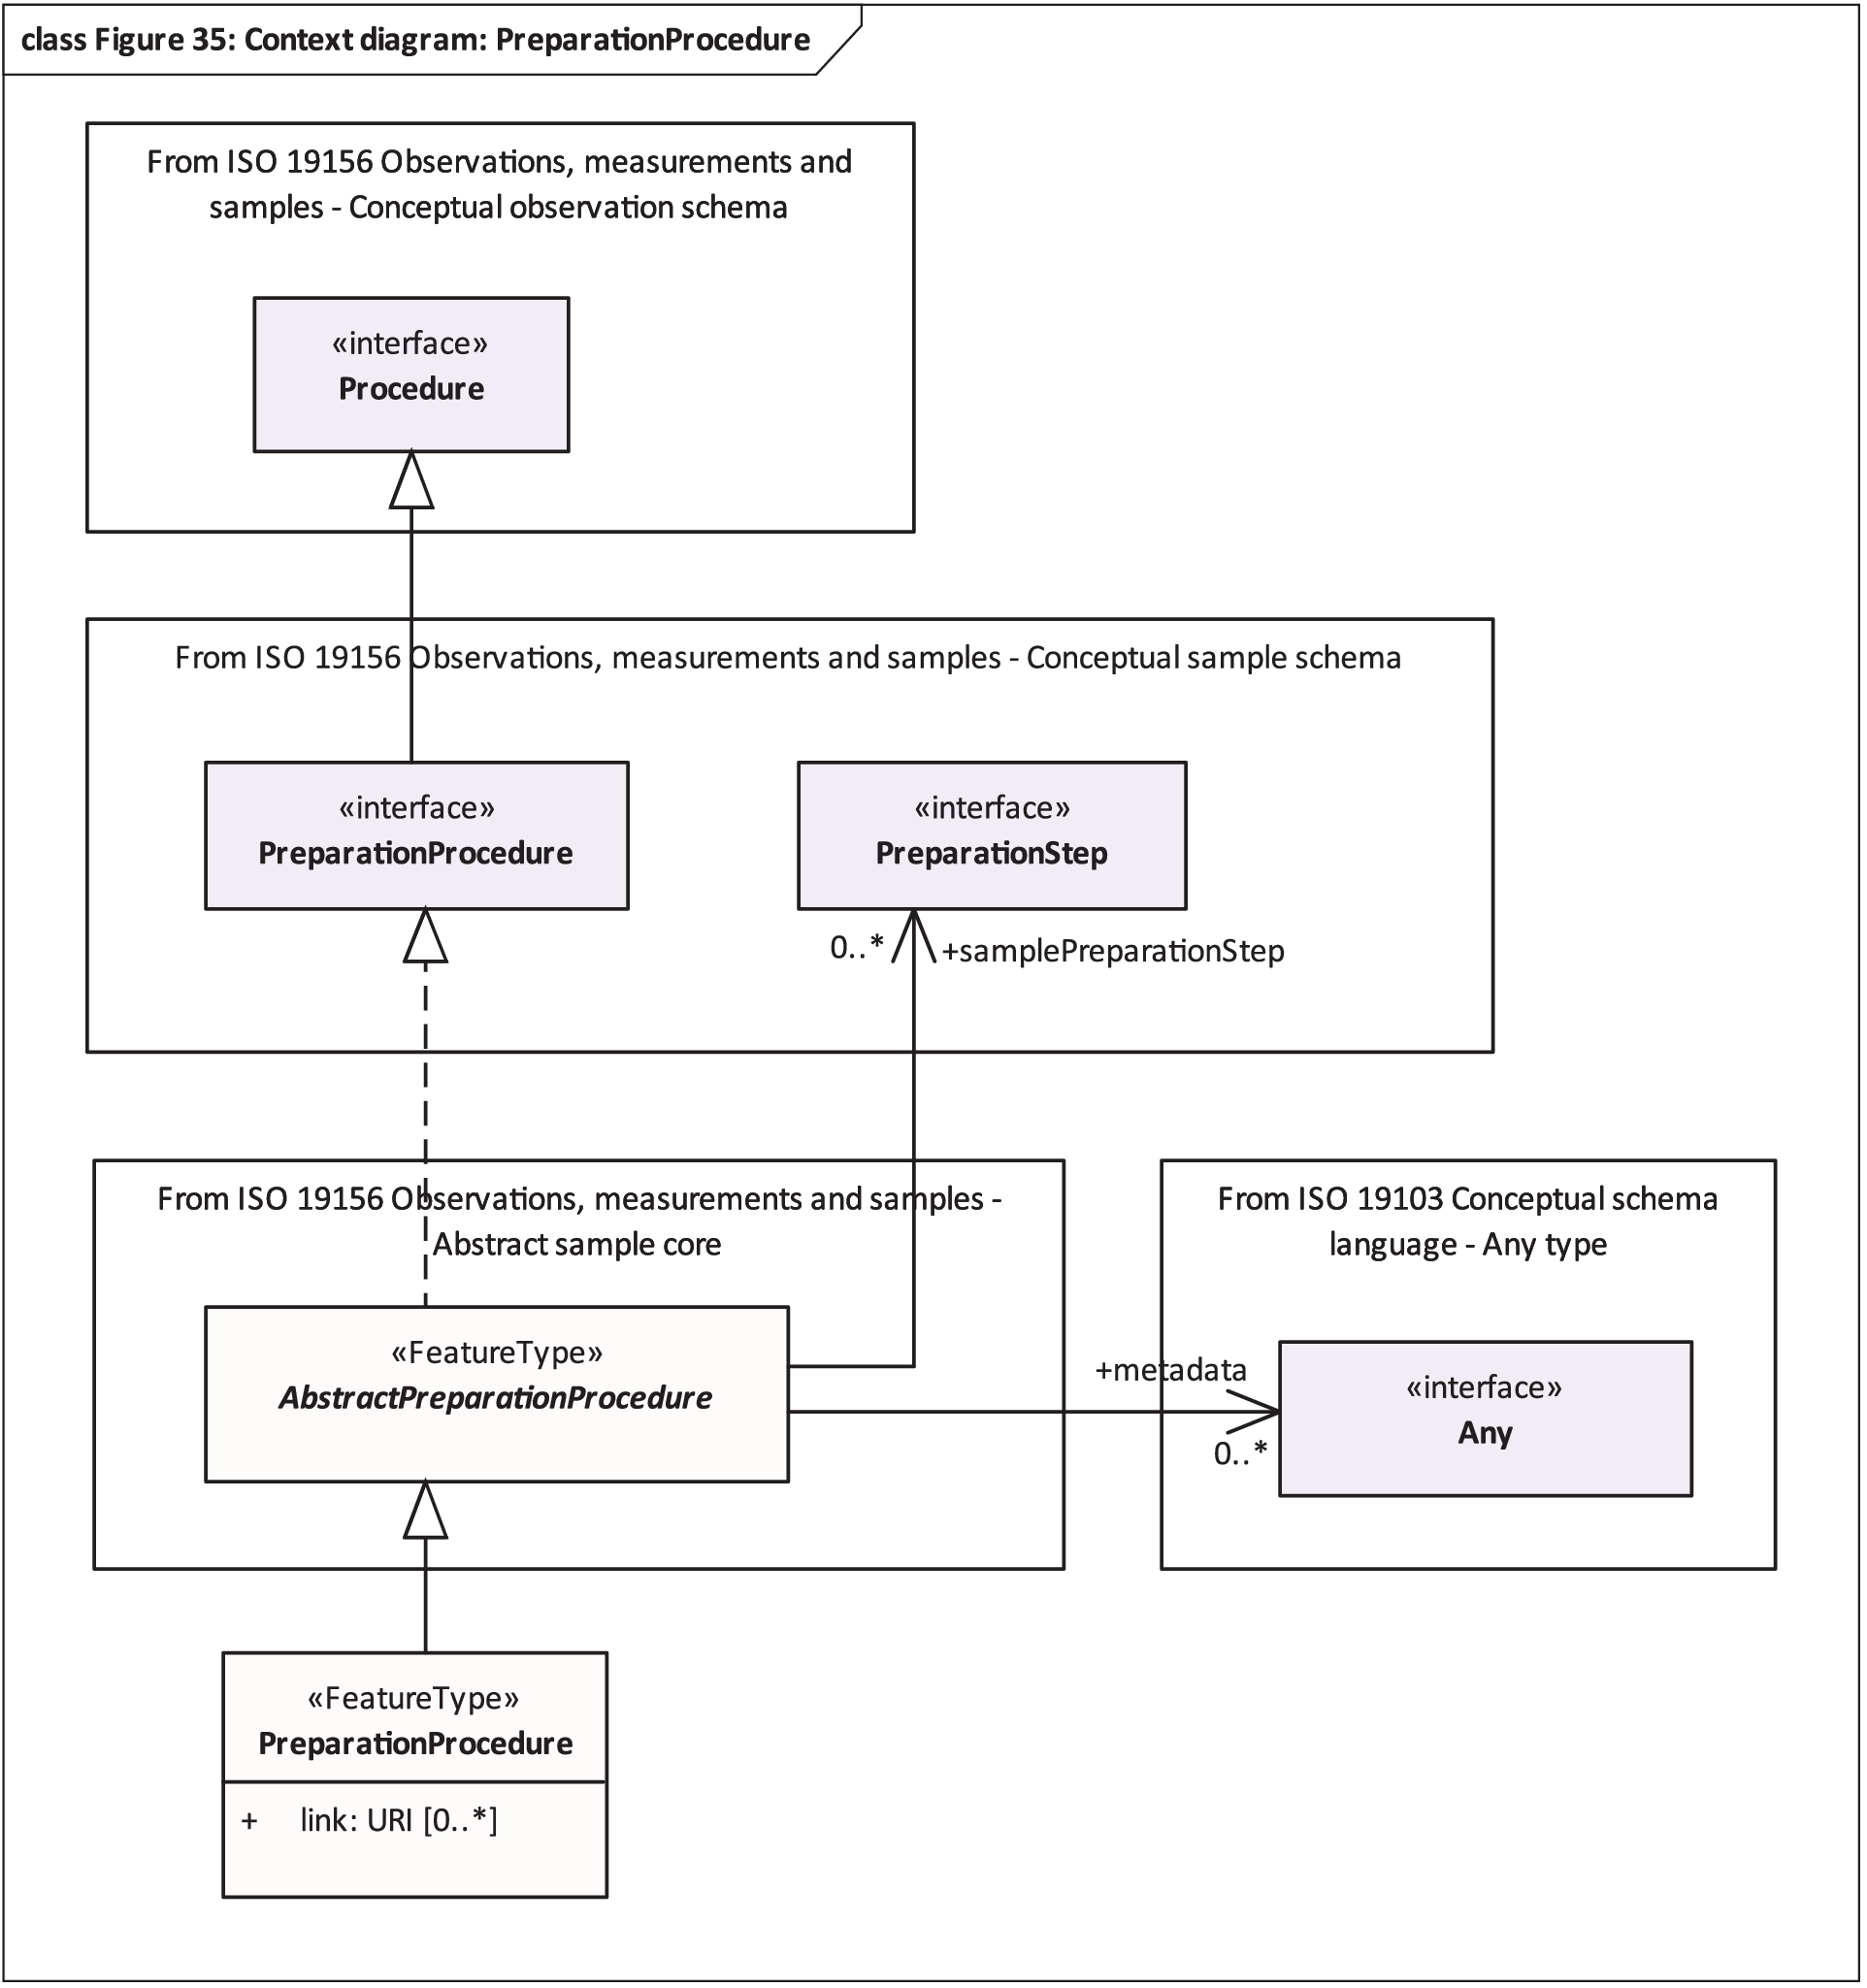 class Figure 35: Context diagram: PreparationProcedure
From ISO 19156 Observations, measurements and
samples - Conceptual observation schema
«interface»
Procedure
From ISO 19156 Observations, measurements and samples - Conceptual sample schema
«interface»
PreparationProcedure
«interface»
PreparationStep
0..*
+samplePreparationStep
From ISO 19156 Observations, measurements and samples -
Abstract sample core
«FeatureType»
AbstractPreparationProcedure
From ISO 19103 Conceptual schema
language - Any type
+metadata
0..*
«interface»
Any
«FeatureType»
PreparationProcedure
+ link: URI [0..*]